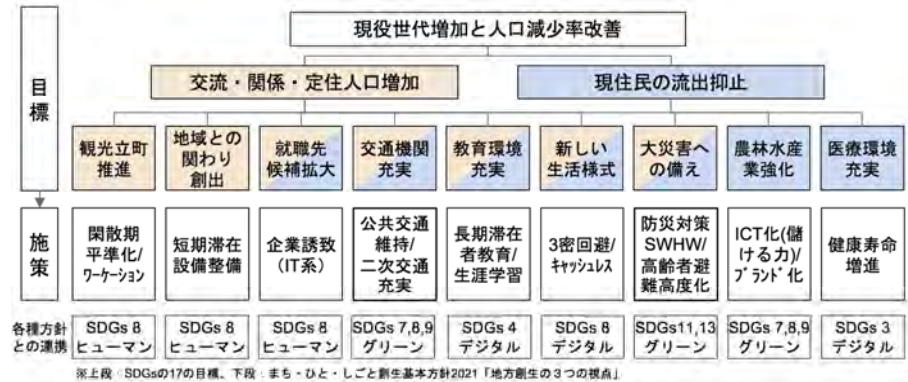 現役世代増加と人口減少率改善
目標
交流・関係・定住人口増加
現住民の流出抑止
観光立町
推進
地域との
関わり
創出
就職先
候補拡大
交通機関
充実
教育環境
充実
新しい
生活様式
大災害へ
の備え
農林水産
業強化
医療環境
充実
施策
閑散期
平準化/
ﾜｰｹｰｼｮﾝ
短期滞在
設備整備
企業誘致
(IT系)
公共交通
維持/
二次交通
充実
長期滞在
者教育/
生涯学習
3密回避/
ｷｬｯｼｭﾚｽ
防災対策
SWHW/
高齢者避
難高度化
ICT化(儲
ける力)/
ﾌﾞﾗﾝﾄﾞ化
健康寿命
増進
各種方針
との連携
SDGs 8
ヒューマン
SDGs 8
ヒューマン
SDGs 8
ヒューマン
SDGs 7,8,9
グリーン
SDGs 4
デジタル
SDGs 8
デジタル
SDGs11,13
グリーン
SDGs 7,8,9
グリーン
SDGs 3
デジタル
※上段：SDGsの17の目標、下段：まち・ひと・しごと創生基本方針2021「地方創生の３つの視点」